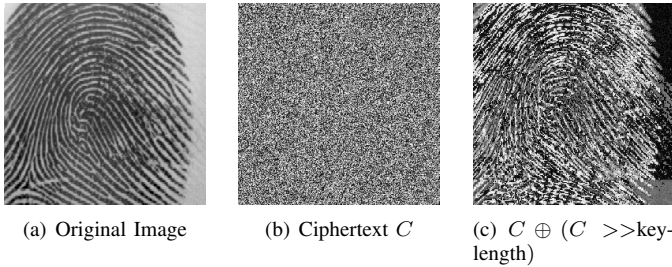 (a) Original Image
(b) Ciphertext C
(c) C ⊕ (C >>key-
length)